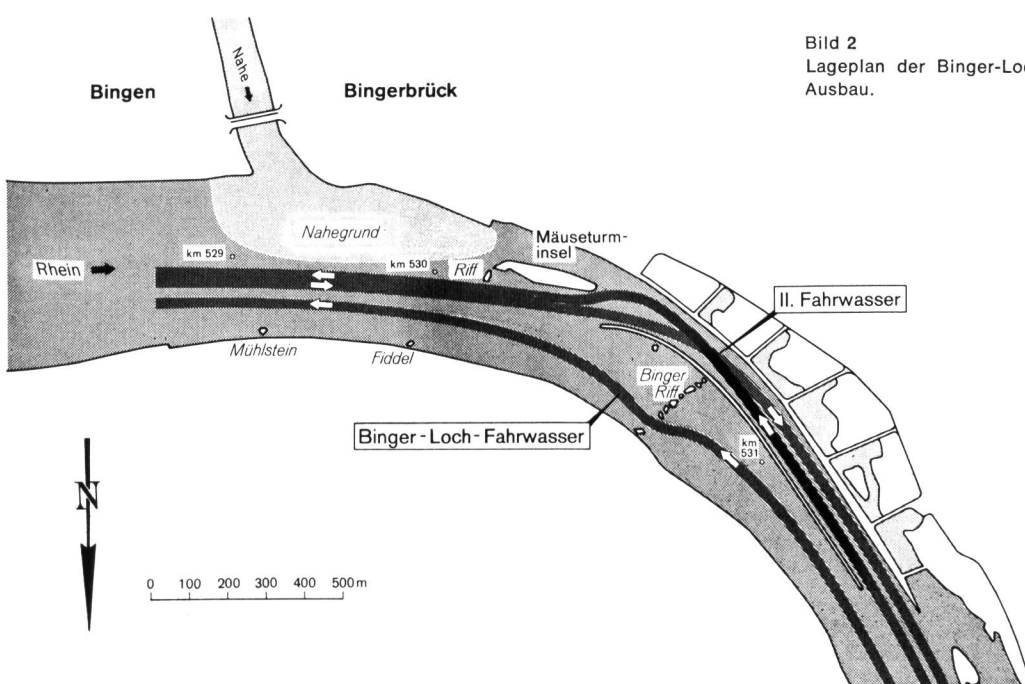 Bild 2
Lageplan der Binger-Loch
Ausbau.
Nahe
Bingen
Bingerbrück
Nahegrund
Mäuseturm-
insel
km 529
km 530
Riff
Rhein
II. Fahrwasser
Mühlstein
Fiddel
Binger
Riff
Binger-Loch-Fahrwasser
km
531
N
0 100 200 300 400 500 m